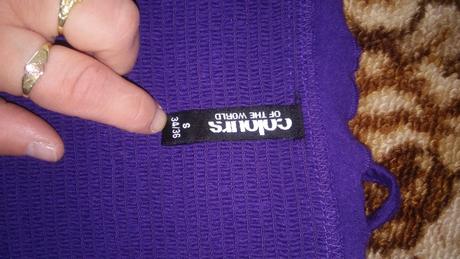 colours
OF THE WORLD
S
34/36